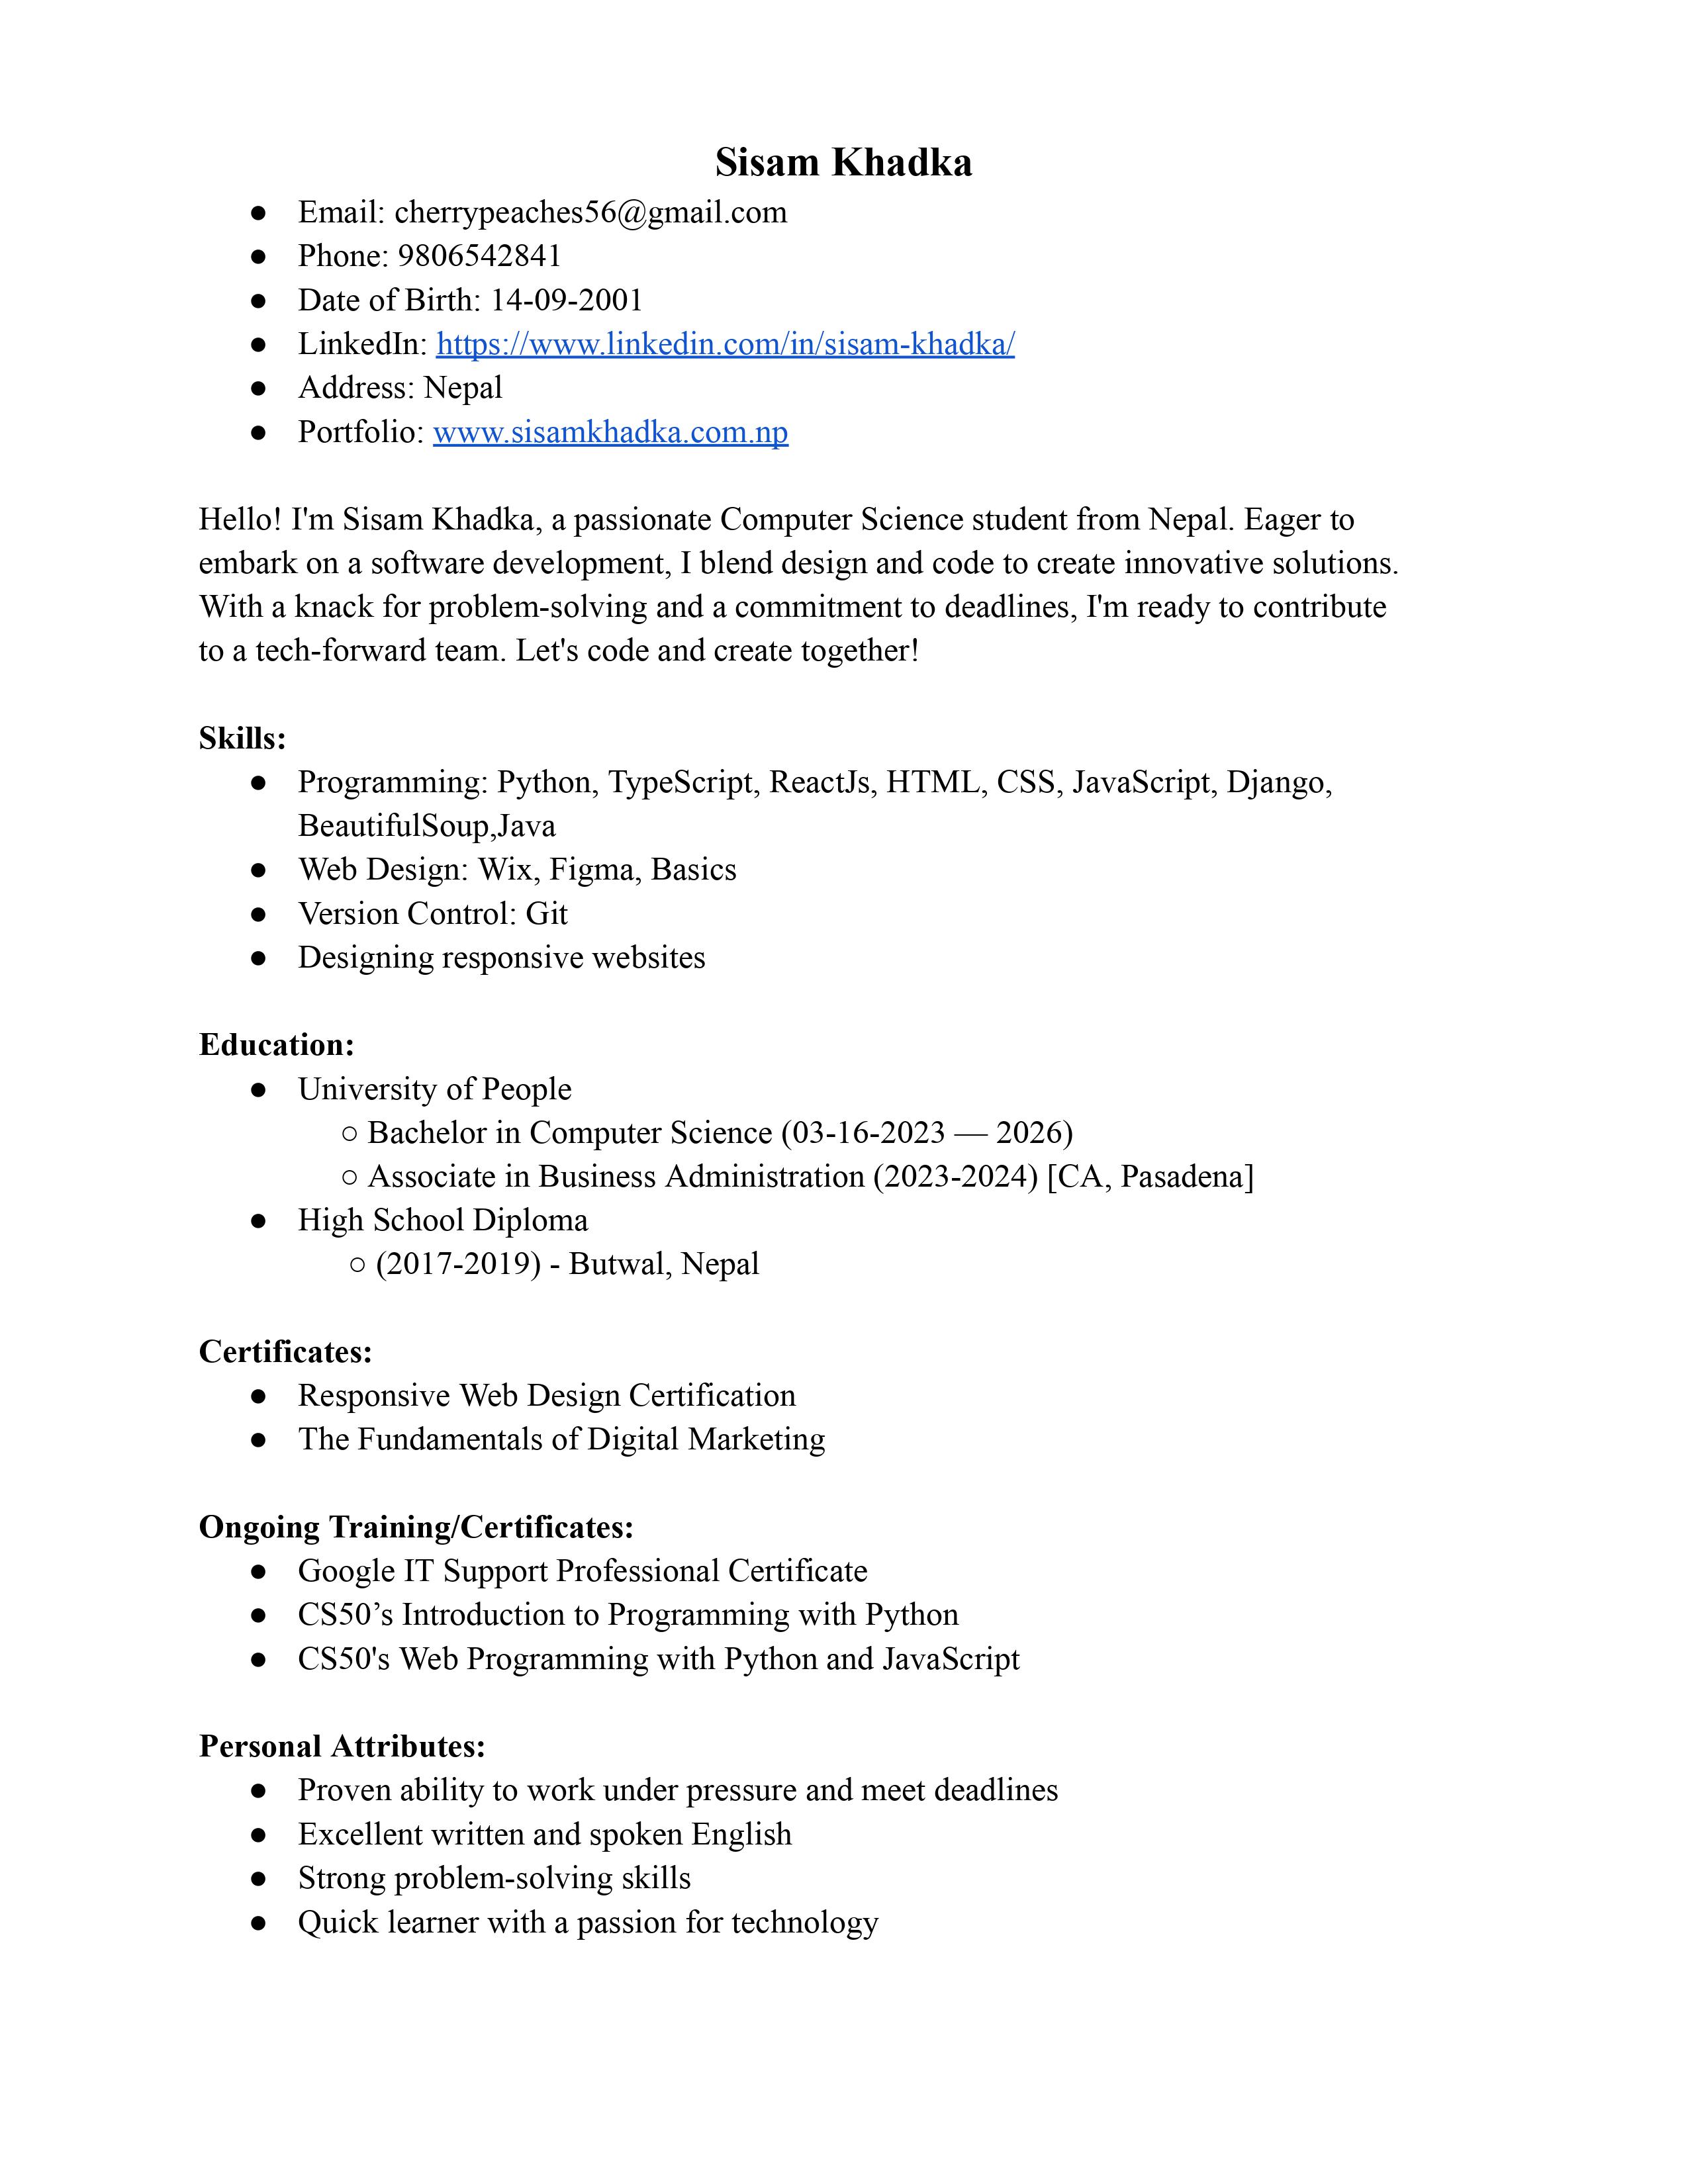 Sisam Khadka
● Email: cherrypeaches56@gmail.com
● Phone: 9806542841
● Date of Birth: 14-09-2001
● LinkedIn: https://www.linkedin.com/in/sisam-khadka/
● Address: Nepal
● Portfolio: www.sisamkhadka.com.np
Hello! I'm Sisam Khadka, a passionate Computer Science student from Nepal. Eager to
embark on a software development, I blend design and code to create innovative solutions.
With a knack for problem-solving and a commitment to deadlines, I'm ready to contribute
to a tech-forward team. Let's code and create together!
Skills:
● Programming: Python, TypeScript, ReactJs, HTML, CSS, JavaScript, Django,
BeautifulSoup,Java
● Web Design: Wix, Figma, Basics
● Version Control: Git
● Designing responsive websites
Education:
● University of People
○ Bachelor in Computer Science (03-16-2023 — 2026)
○ Associate in Business Administration (2023-2024) [CA, Pasadena]
● High School Diploma
○ (2017-2019) - Butwal, Nepal
Certificates:
● Responsive Web Design Certification
● The Fundamentals of Digital Marketing
Ongoing Training/Certificates:
● Google IT Support Professional Certificate
● CS50’s Introduction to Programming with Python
● CS50's Web Programming with Python and JavaScript
Personal Attributes:
● Proven ability to work under pressure and meet deadlines
● Excellent written and spoken English
● Strong problem-solving skills
● Quick learner with a passion for technology